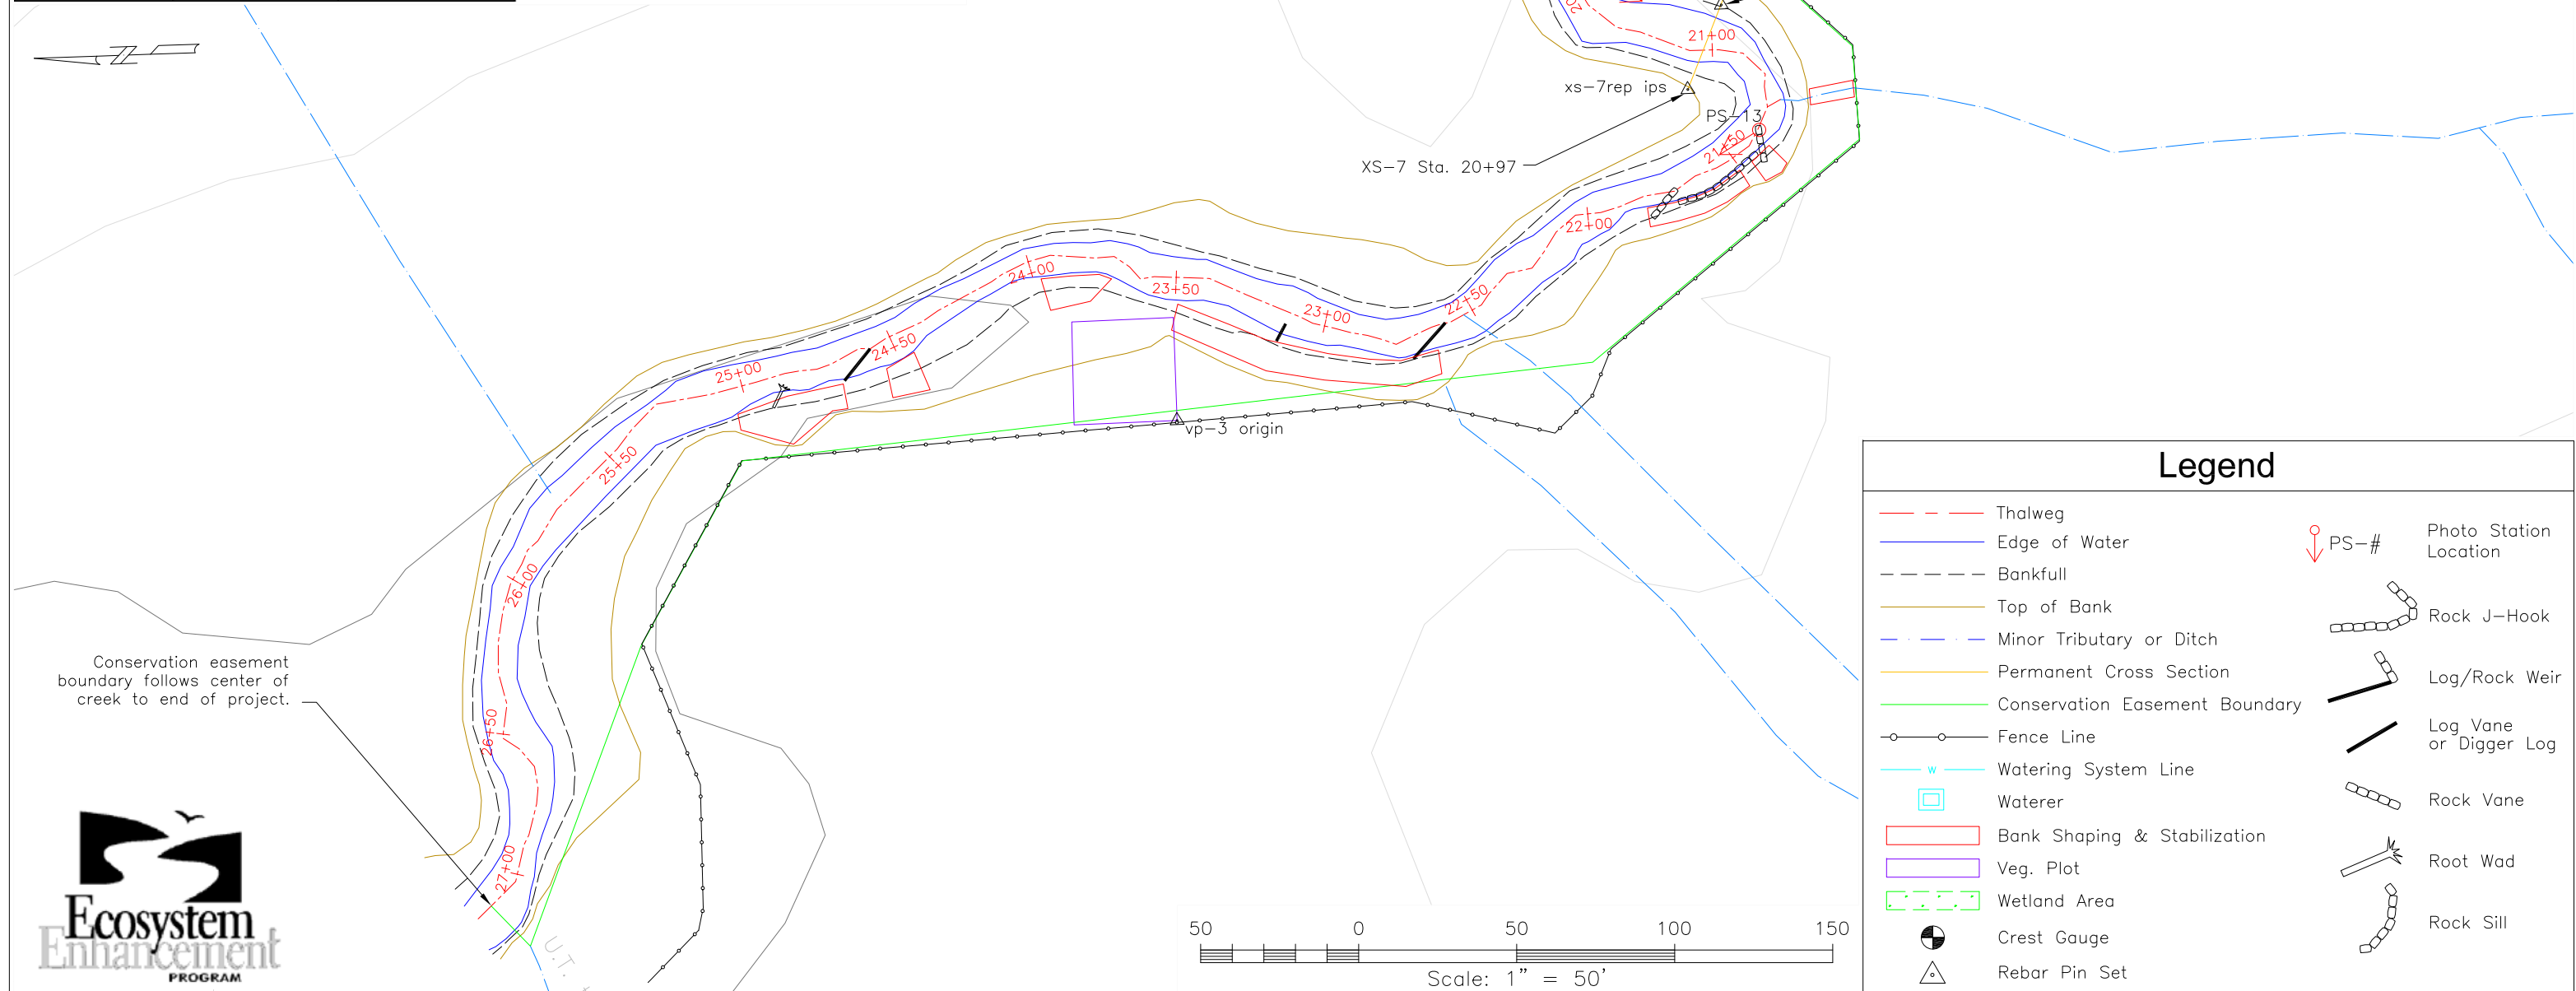 20
21+00
xs-7rep ips
PS-13
21+50
XS-7 Sta. 20+97
22+00
22+50
23+00
23+50
24+00
24+50
25+00
25+50
26+00
26+50
27+00
vp-3 origin
Conservation easement
boundary follows center of
creek to end of project.
Ecosystem
Enhancement
PROGRAM
U.T.
50 0 50 100 150
Scale: 1" = 50'
Legend
Thalweg
Edge of Water
Bankfull
Top of Bank
Minor Tributary or Ditch
Permanent Cross Section
Conservation Easement Boundary
Fence Line
W Watering System Line
Waterer
Bank Shaping & Stabilization
Veg. Plot
Wetland Area
Crest Gauge
Rebar Pin Set
PS-# Photo Station
Location
Rock J-Hook
Log/Rock Weir
Log Vane
or Digger Log
Rock Vane
Root Wad
Rock Sill